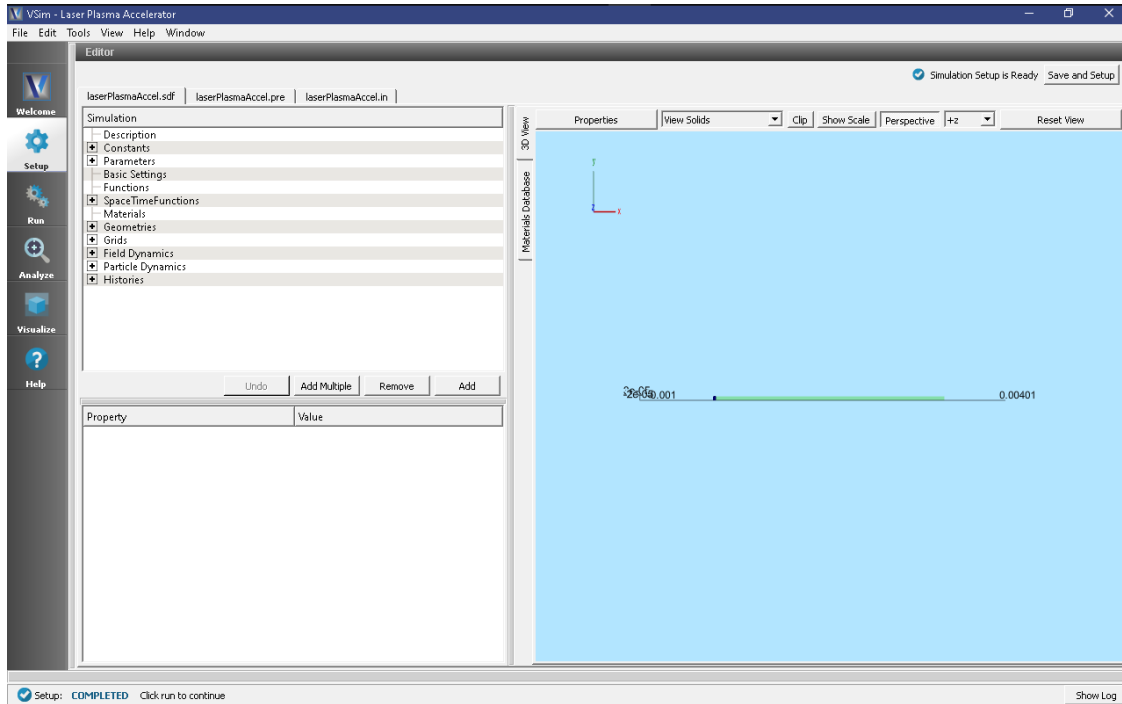 VSim - Laser Plasma Accelerator
File Edit Tools View Help Window
Editor
Simulation Setup is Ready Save and Setup
laserPlasmaAccel.sdf laserPlasmaAccel.pre laserPlasmaAccel.in
Welcome
Setup
Run
Analyze
Visualize
Help
Simulation
Description
Constants
Parameters
Basic Settings
Functions
SpaceTimeFunctions
Materials
Geometries
Grids
Field Dynamics
Particle Dynamics
Histories
Undo Add Multiple Remove Add
Property Value
3D View
Materials Database
Properties View Solids Clip Show Scale Perspective +z Reset View
Y
z x
0.001 0.00401
Setup: COMPLETED Click run to continue Show Log